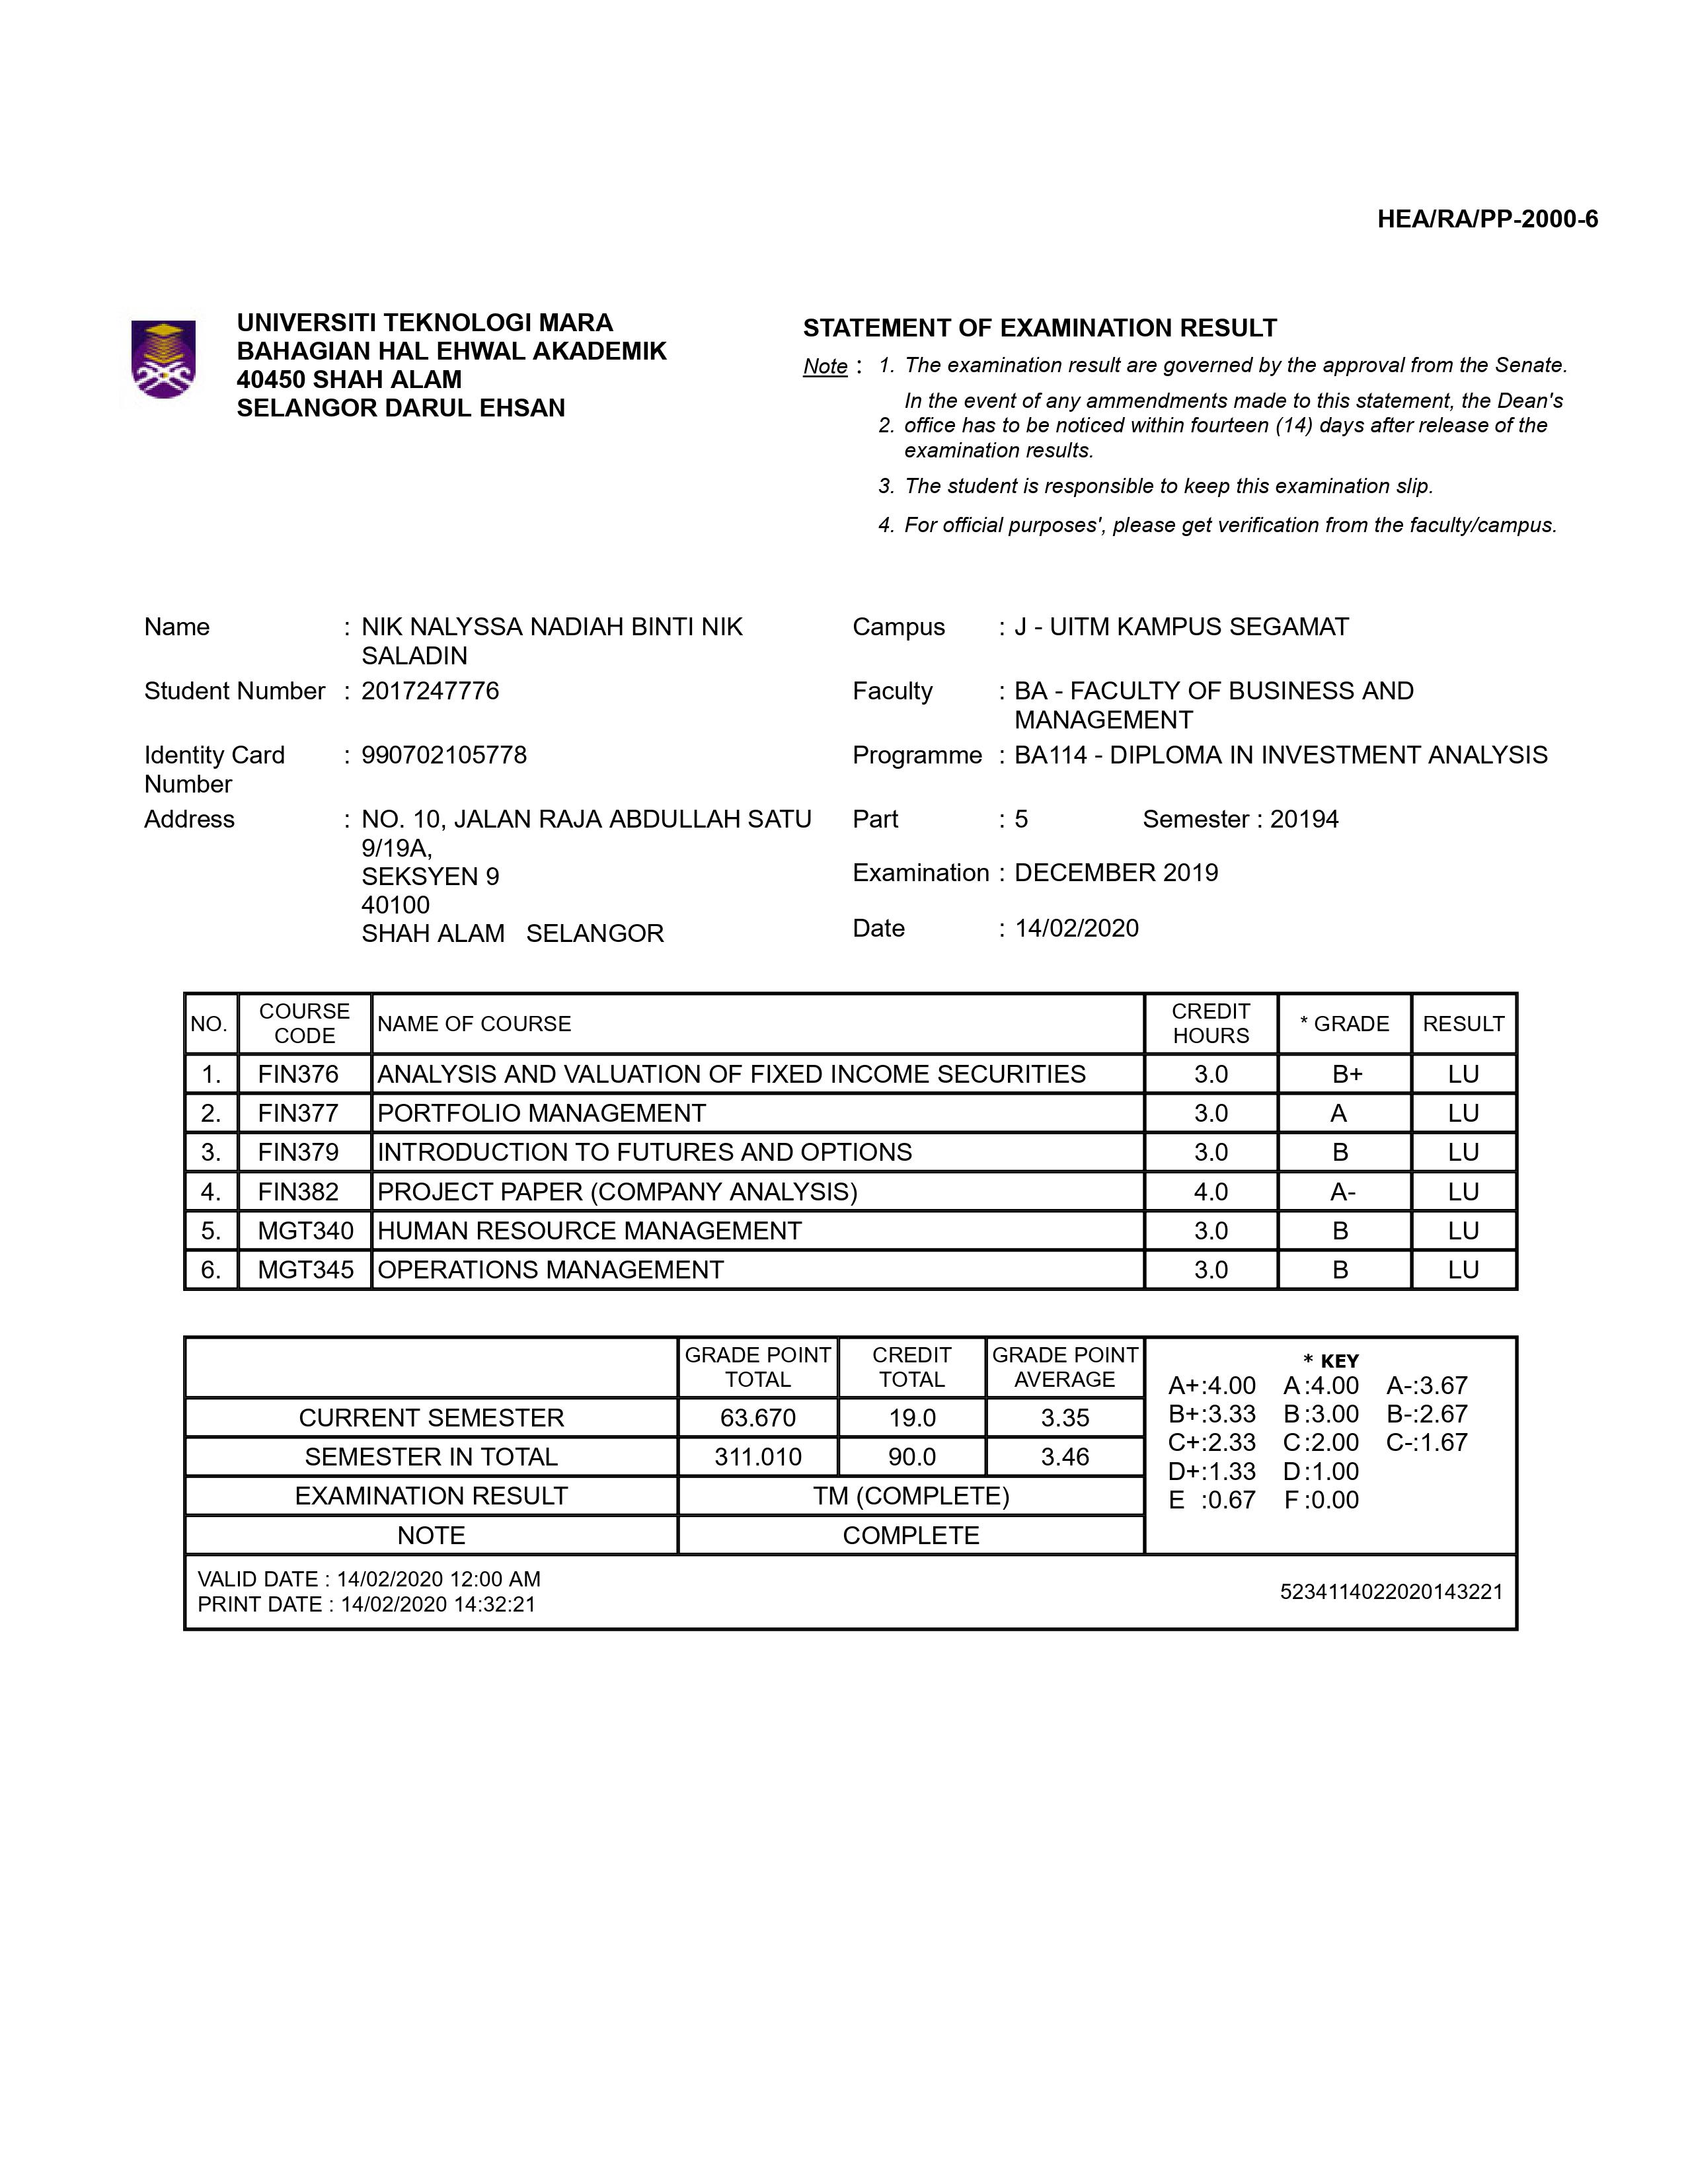 HEA/RA/PP-2000-6
UNIVERSITI TEKNOLOGI MARA
BAHAGIAN HAL EHWAL AKADEMIK
40450 SHAH ALAM
SELANGOR DARUL EHSAN
STATEMENT OF EXAMINATION RESULT
Note : 1. The examination result are governed by the approval from the Senate.
In the event of any ammendments made to this statement, the Dean's
2. office has to be noticed within fourteen (14) days after release of the
examination results.
3. The student is responsible to keep this examination slip.
4. For official purposes', please get verification from the faculty/campus.
Name : NIK NALYSSA NADIAH BINTI NIK
SALADIN
Student Number : 2017247776
Identity Card : 990702105778
Number
Address : NO. 10, JALAN RAJA ABDULLAH SATU
9/19A,
SEKSYEN 9
40100
SHAH ALAM SELANGOR
Campus : J - UITM KAMPUS SEGAMAT
Faculty : BA - FACULTY OF BUSINESS AND
MANAGEMENT
Programme : BA114 - DIPLOMA IN INVESTMENT ANALYSIS
Part : 5 Semester : 20194
Examination : DECEMBER 2019
Date : 14/02/2020
NO. COURSE CODE NAME OF COURSE CREDIT HOURS * GRADE RESULT
1. FIN376 ANALYSIS AND VALUATION OF FIXED INCOME SECURITIES 3.0 B+ LU
2. FIN377 PORTFOLIO MANAGEMENT 3.0 A LU
3. FIN379 INTRODUCTION TO FUTURES AND OPTIONS 3.0 B LU
4. FIN382 PROJECT PAPER (COMPANY ANALYSIS) 4.0 A- LU
5. MGT340 HUMAN RESOURCE MANAGEMENT 3.0 B LU
6. MGT345 OPERATIONS MANAGEMENT 3.0 B LU
GRADE POINT TOTAL CREDIT TOTAL GRADE POINT AVERAGE
CURRENT SEMESTER 63.670 19.0 3.35
SEMESTER IN TOTAL 311.010 90.0 3.46
EXAMINATION RESULT TM (COMPLETE)
NOTE COMPLETE
* KEY
A+:4.00 A :4.00 A-:3.67
B+:3.33 B :3.00 B-:2.67
C+:2.33 C :2.00 C-:1.67
D+:1.33 D :1.00
E :0.67 F :0.00
VALID DATE : 14/02/2020 12:00 AM
PRINT DATE : 14/02/2020 14:32:21
5234114022020143221